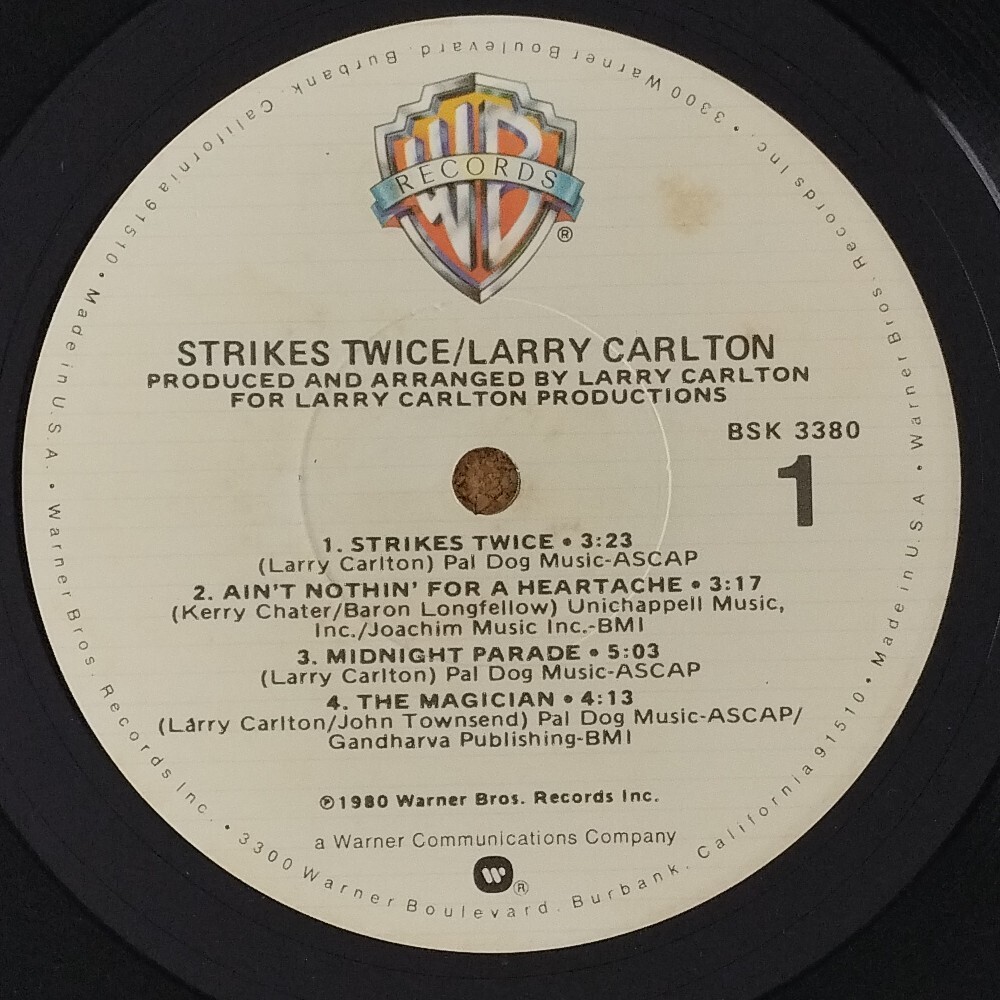 WB
RECORDS
®
STRIKES TWICE/LARRY CARLTON
PRODUCED AND ARRANGED BY LARRY CARLTON
FOR LARRY CARLTON PRODUCTIONS
BSK 3380
1
1. STRIKES TWICE • 3:23
(Larry Carlton) Pal Dog Music-ASCAP
2. AIN'T NOTHIN' FOR A HEARTACHE • 3:17
(Kerry Chater/Baron Longfellow) Unichappell Music,
Inc./Joachim Music Inc.-BMI
3. MIDNIGHT PARADE • 5:03
(Larry Carlton) Pal Dog Music-ASCAP
4. THE MAGICIAN • 4:13
(Larry Carlton/John Townsend) Pal Dog Music-ASCAP/
Gandharva Publishing-BMI
℗1980 Warner Bros. Records Inc.
a Warner Communications Company
W ®
Made in U.S.A. • Warner Bros. Records Inc. • 3300 Warner Boulevard. Burbank. California 91510 • Made in U.S.A • Warner Bros. Records Inc. • 3300 Warner Boulevard. Burbank. California 91510 •